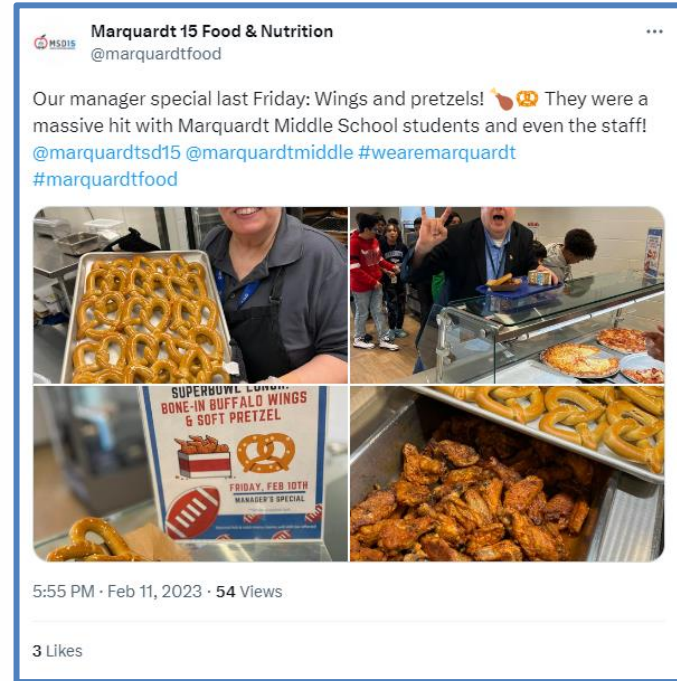 MSD15
Marquardt 15 Food & Nutrition
@marquardtfood
Our manager special last Friday: Wings and pretzels! 🍗🥨 They were a
massive hit with Marquardt Middle School students and even the staff!
@marquardtsd15 @marquardtmiddle #wearemarquardt
#marquardtfood
SUPERBOWL LUNCH:
BONE-IN BUFFALO WINGS
& SOFT PRETZEL
FRIDAY, FEB 10TH
MANAGER'S SPECIAL
5:55 PM · Feb 11, 2023 · 54 Views
3 Likes